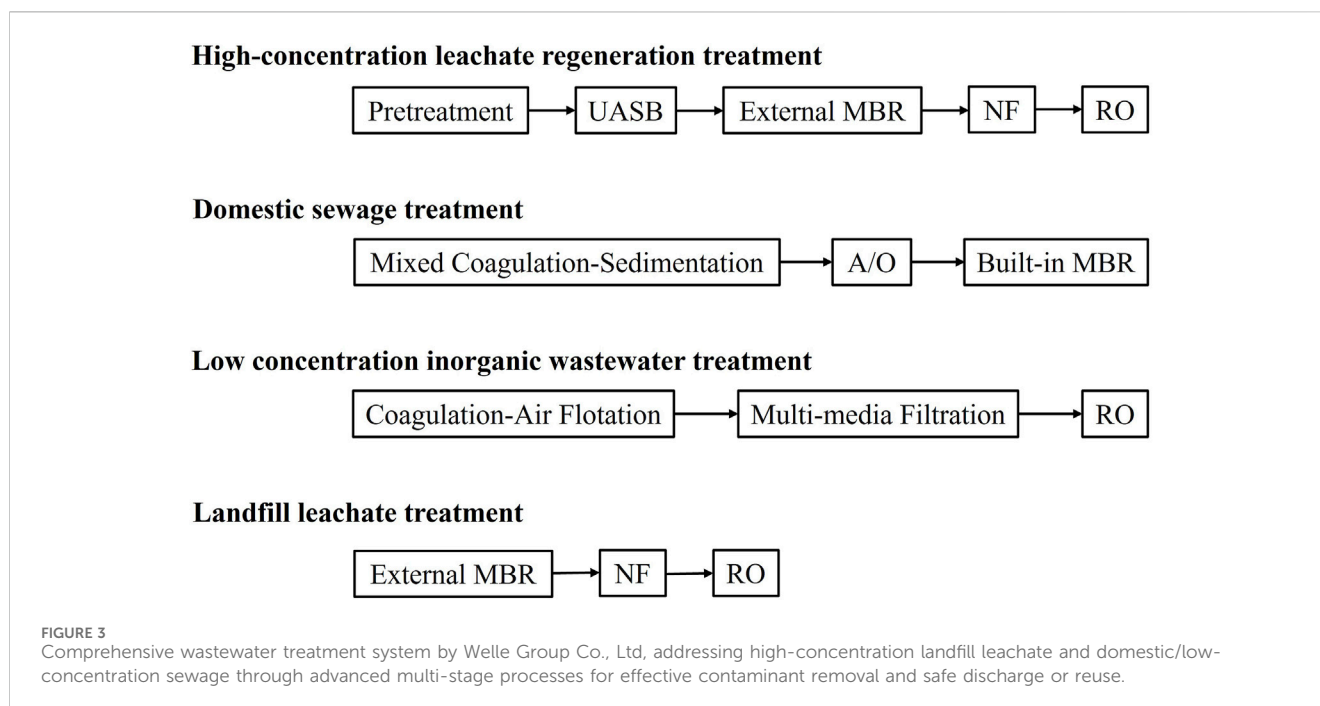 High-concentration leachate regeneration treatment
Pretreatment UASB External MBR NF RO
Domestic sewage treatment
Mixed Coagulation-Sedimentation A/O Built-in MBR
Low concentration inorganic wastewater treatment
Coagulation-Air Flotation Multi-media Filtration RO
Landfill leachate treatment
External MBR NF RO
FIGURE 3
Comprehensive wastewater treatment system by Welle Group Co., Ltd, addressing high-concentration landfill leachate and domestic/low-
concentration sewage through advanced multi-stage processes for effective contaminant removal and safe discharge or reuse.